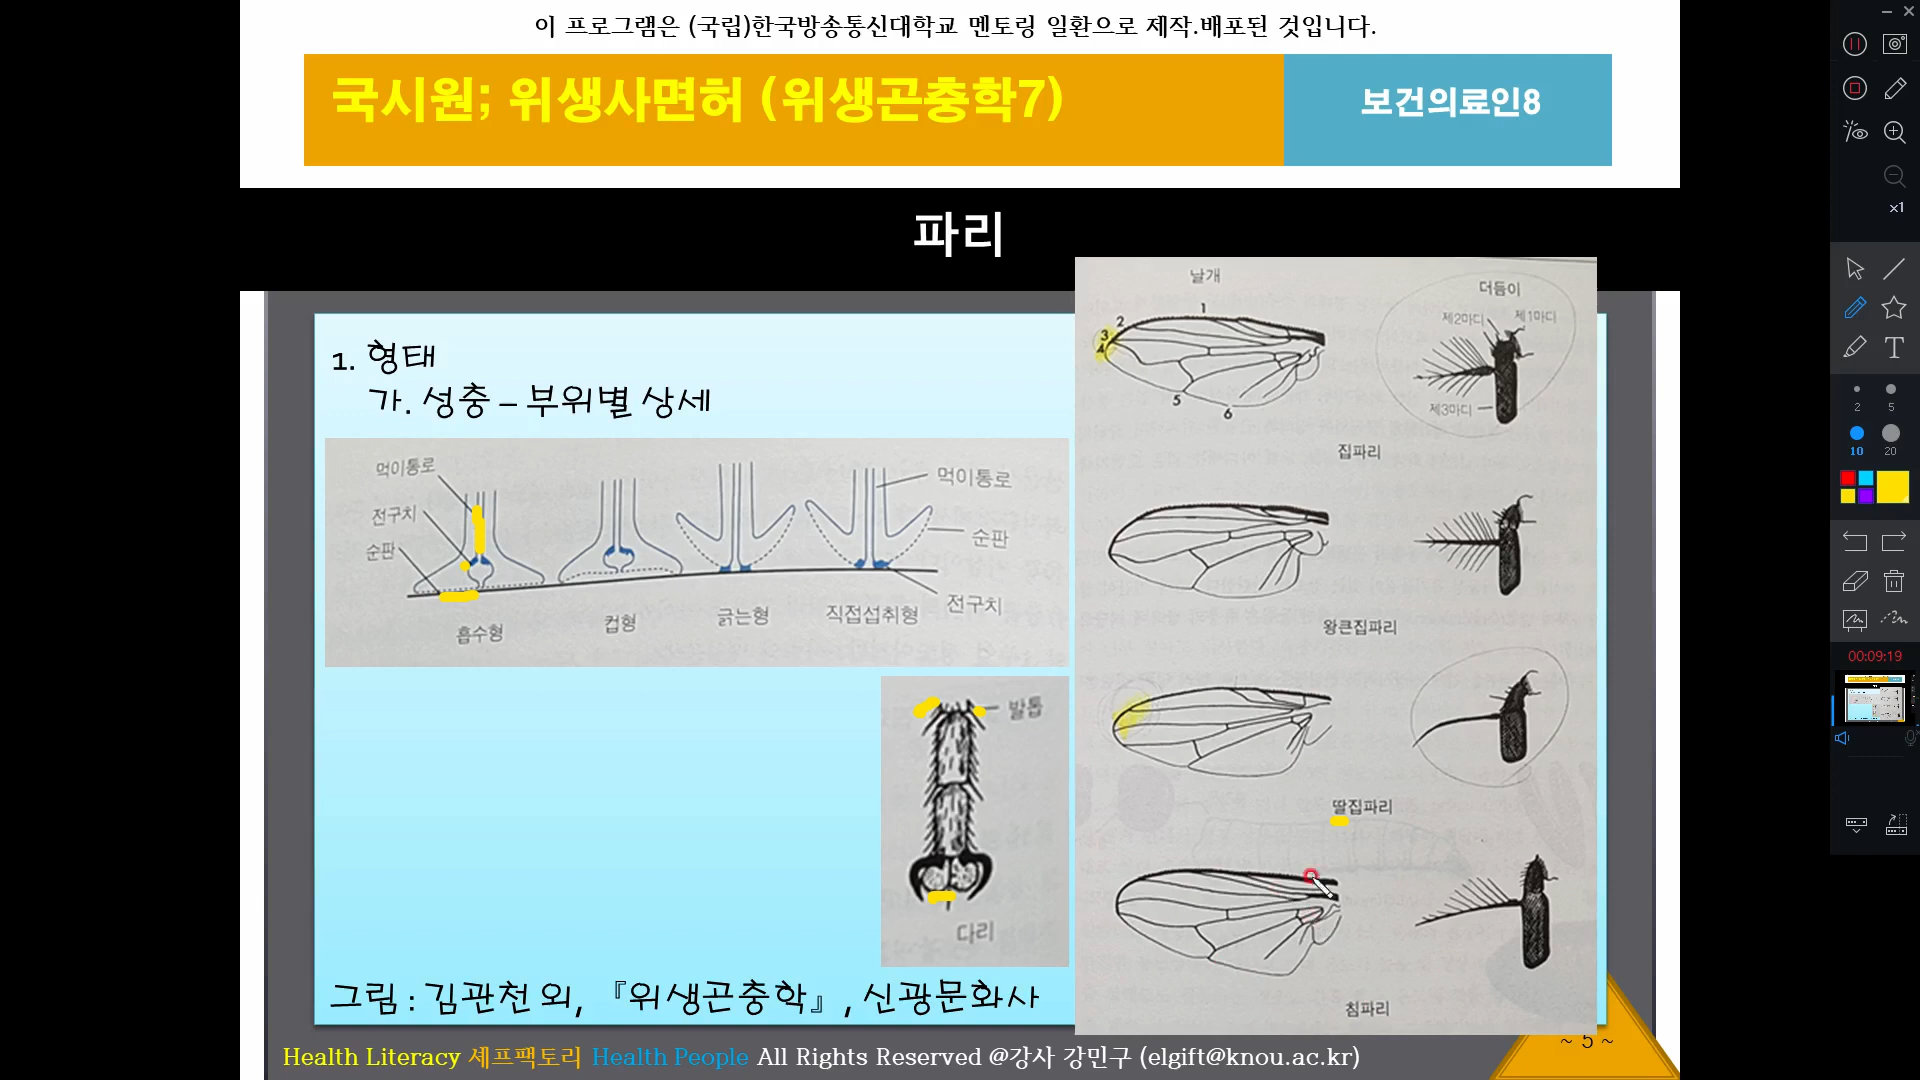 이 프로그램은 (국립)한국방송통신대학교 멘토링 일환으로 제작.배포된 것입니다.
국시원; 위생사면허 (위생곤충학7)
보건의료인8
파리
1. 형태
가. 성충 – 부위별 상세
먹이통로
전구치
순판
먹이통로
순판
전구치
흡수형
컵형
긁는형
직접섭취형
발톱
다리
날개
더듬이
1
2
3
4
5
6
제2마디
제1마디
제3마디
집파리
왕큰집파리
딸집파리
침파리
그림 : 김관천 외, 『위생곤충학』, 신광문화사
~ 5 ~
Health Literacy 셰프팩토리 Health People All Rights Reserved @강사 강민구 (elgift@knou.ac.kr)
x1
T
2
5
10
20
00:09:19